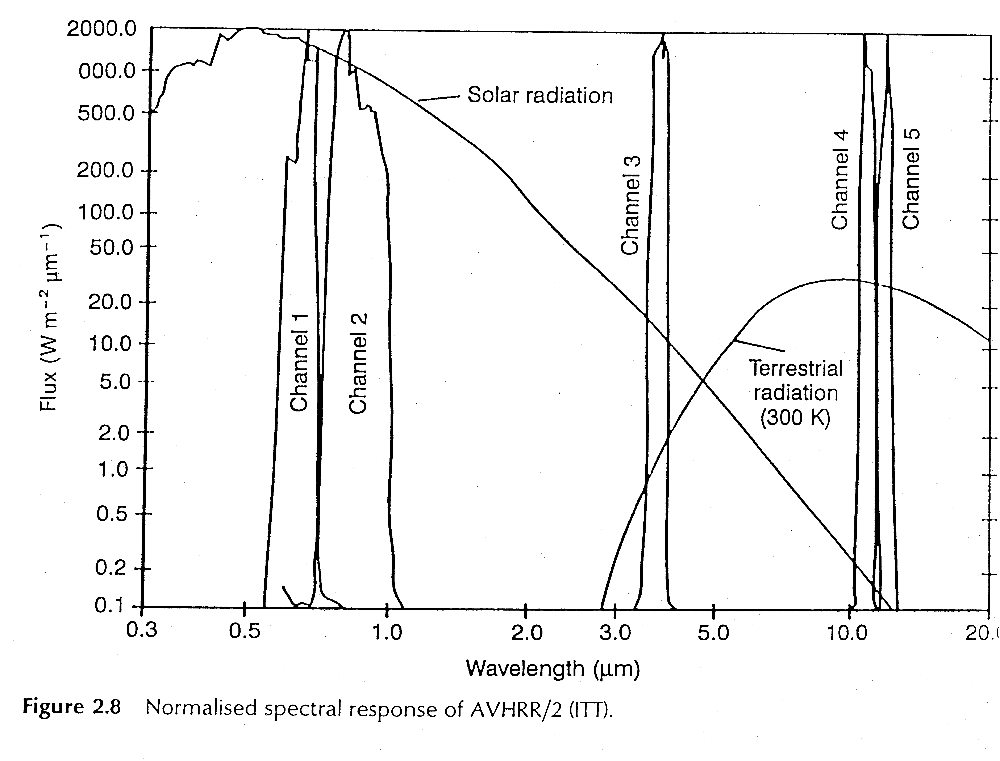 2000.0
000.0
500.0
200.0
100.0
50.0
20.0
10.0
5.0
2.0
1.0
0.5
0.2
0.1
Flux (W m−2 μm−1)
Solar radiation
Channel 1
Channel 2
Channel 3
Channel 4
Channel 5
Terrestrial
radiation
(300 K)
0.3 0.5 1.0 2.0 3.0 5.0 10.0 20.
Wavelength (μm)
Figure 2.8 Normalised spectral response of AVHRR/2 (ITT).